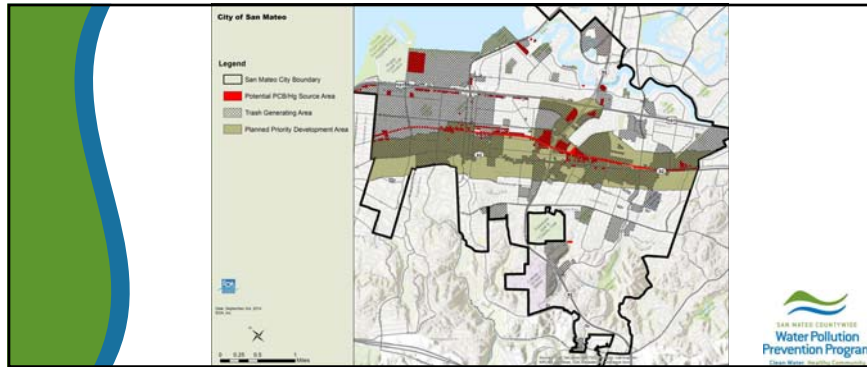 City of San Mateo
Legend
San Mateo City Boundary
Potential PCB/Hg Source Area
Trash Generating Area
Planned Priority Development Area
0 0.25 0.5 1
Miles
SAN MATEO COUNTYWIDE
Water Pollution
Prevention Program
Clean Water. Healthy Community.